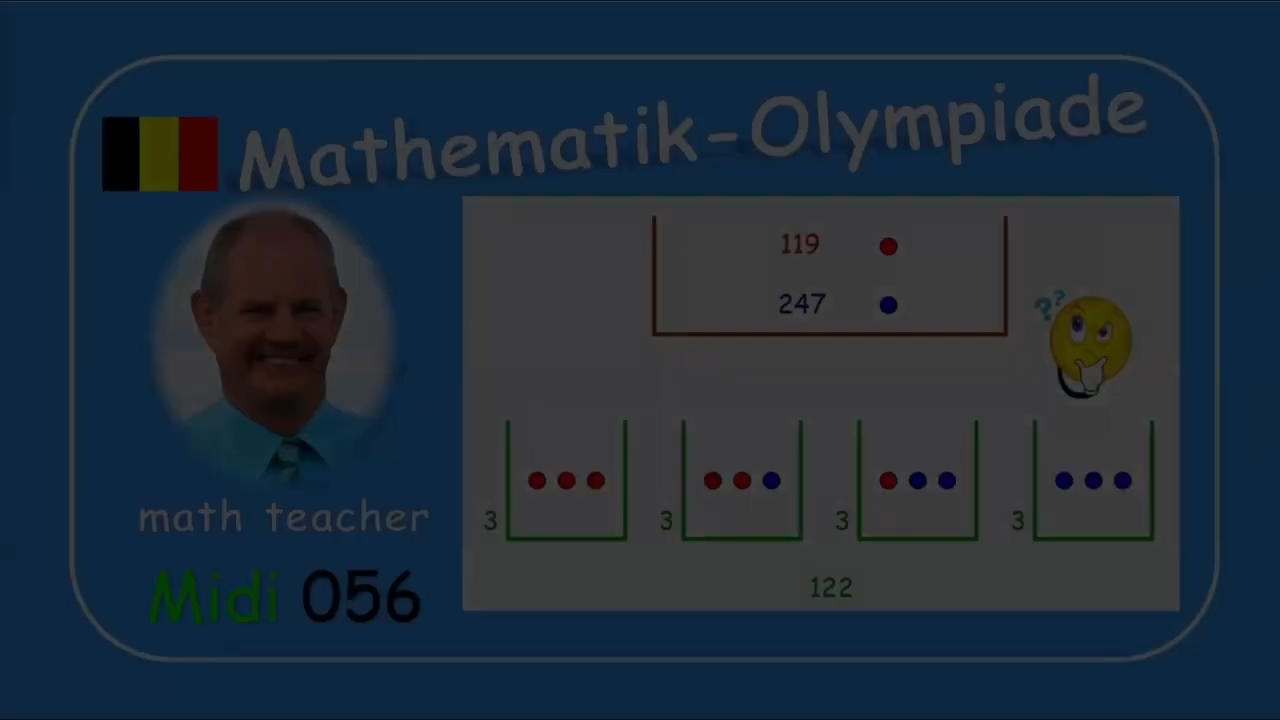 Mathematik-Olympiade
119
247
??
3
3
3
3
122
math teacher
Midi 056